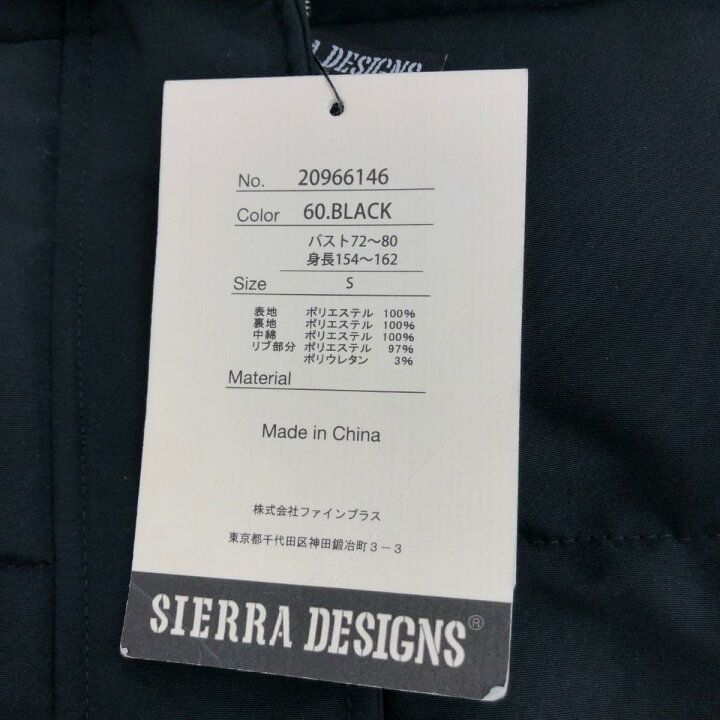 RA DESIGNS
No. 20966146
Color 60.BLACK
バスト72～80
身長154～162
Size S
表地 ポリエステル 100%
裏地 ポリエステル 100%
中綿 ポリエステル 100%
リブ部分 ポリエステル 97%
ポリウレタン 3%
Material
Made in China
株式会社ファインプラス
東京都千代田区神田鍛冶町3-3
SIERRA DESIGNS®